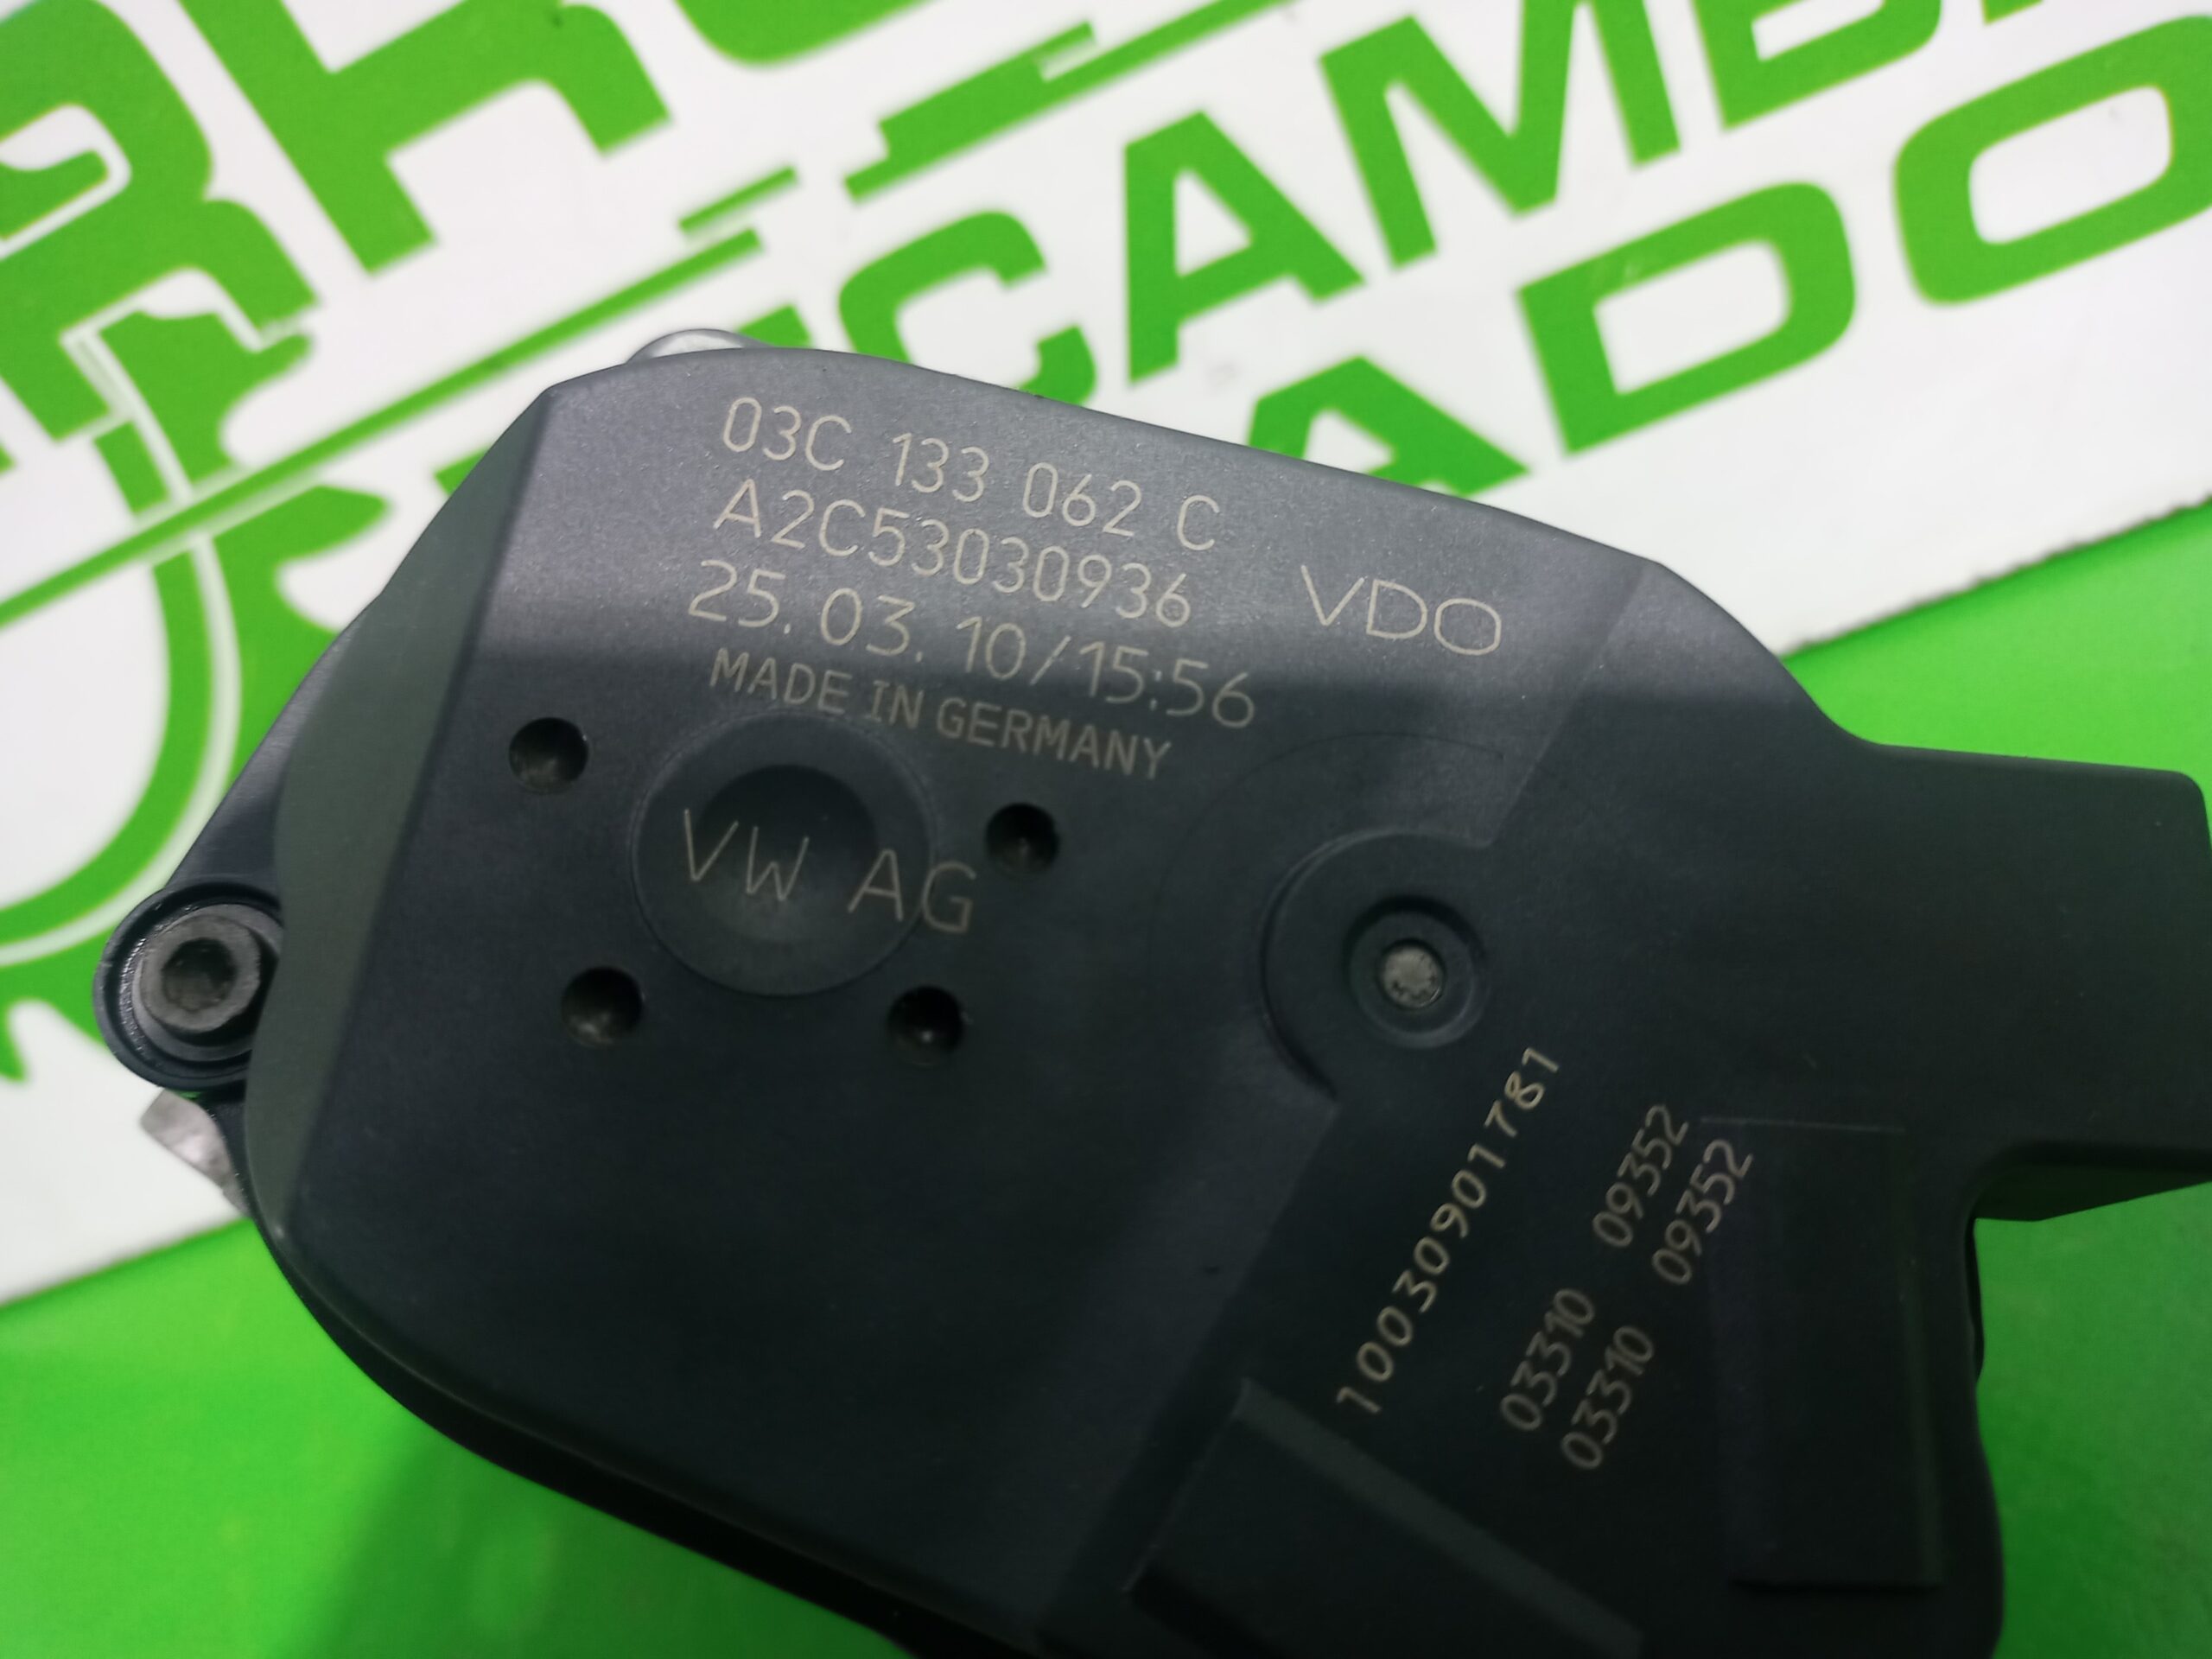 03C 133 062 C
A2C53030936
VDO
25.03.10/15:56
MADE IN GERMANY
VW AG
10030901781
03310 09352
03310 09352